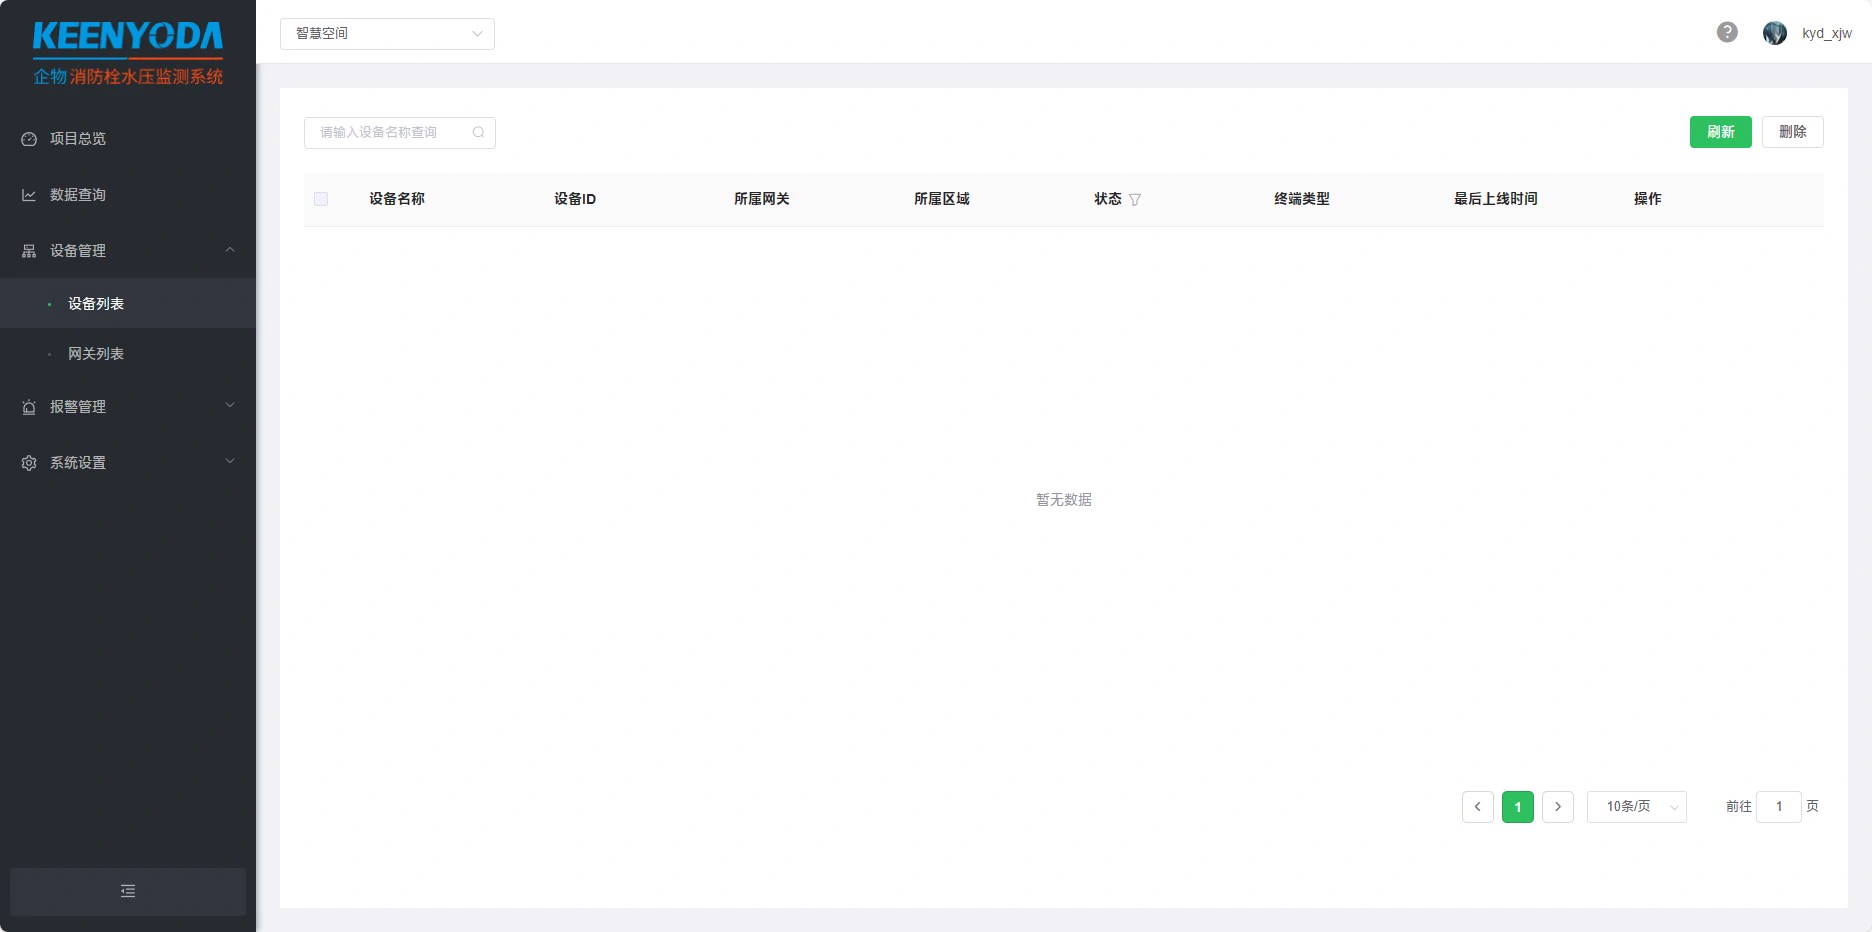 KEENYODA
企物 消防栓水压监测系统
项目总览
数据查询
设备管理
设备列表
网关列表
报警管理
系统设置
智慧空间
? kyd_xjw
请输入设备名称查询
刷新 删除
设备名称 设备ID 所属网关 所属区域 状态 终端类型 最后上线时间 操作
暂无数据
1 10条/页 前往 1 页